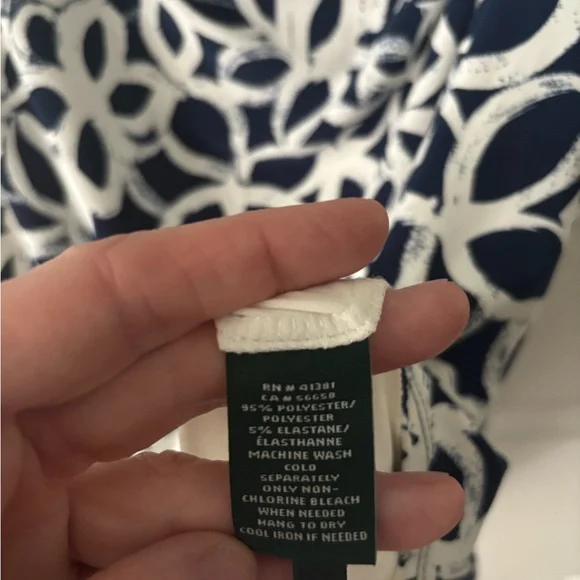 RN # 41381
CA # 56658
95% POLYESTER/
POLYESTER
5% ELASTANE/
ÉLASTHANNE
MACHINE WASH
COLD
SEPARATELY
ONLY NON-
CHLORINE BLEACH
WHEN NEEDED
HANG TO DRY
COOL IRON IF NEEDED